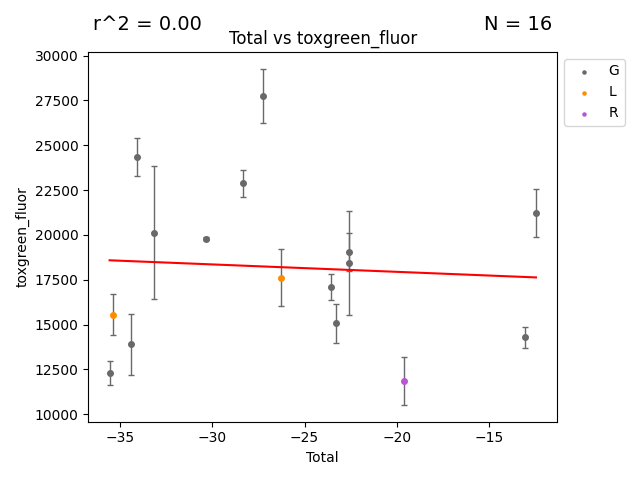 r^2 = 0.00
N = 16
Total vs toxgreen_fluor
30000
27500
25000
22500
20000
17500
15000
12500
10000
toxgreen_fluor
−35
−30
−25
−20
−15
Total
G
L
R